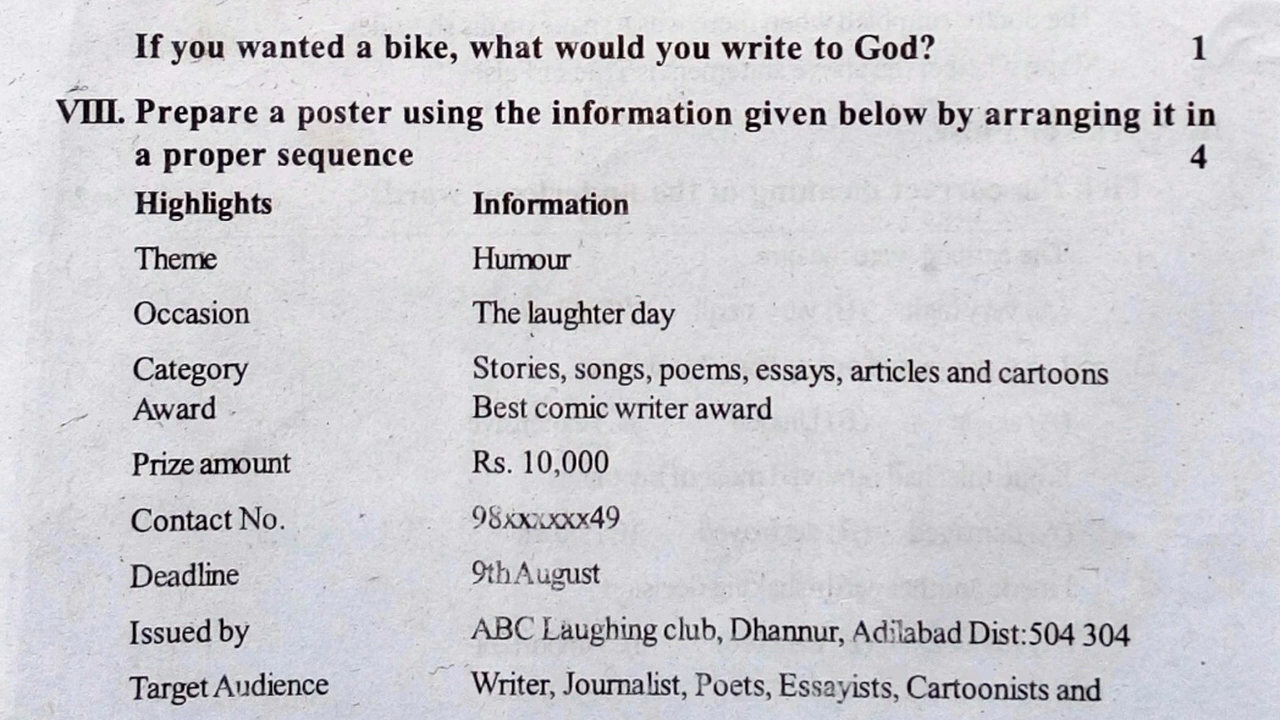 If you wanted a bike, what would you write to God? 1
VIII. Prepare a poster using the information given below by arranging it in
a proper sequence 4
Highlights Information
Theme Humour
Occasion The laughter day
Category Stories, songs, poems, essays, articles and cartoons
Award Best comic writer award
Prize amount Rs. 10,000
Contact No. 98xxxxxx49
Deadline 9th August
Issued by ABC Laughing club, Dhannur, Adilabad Dist:504 304
Target Audience Writer, Journalist, Poets, Essayists, Cartoonists and